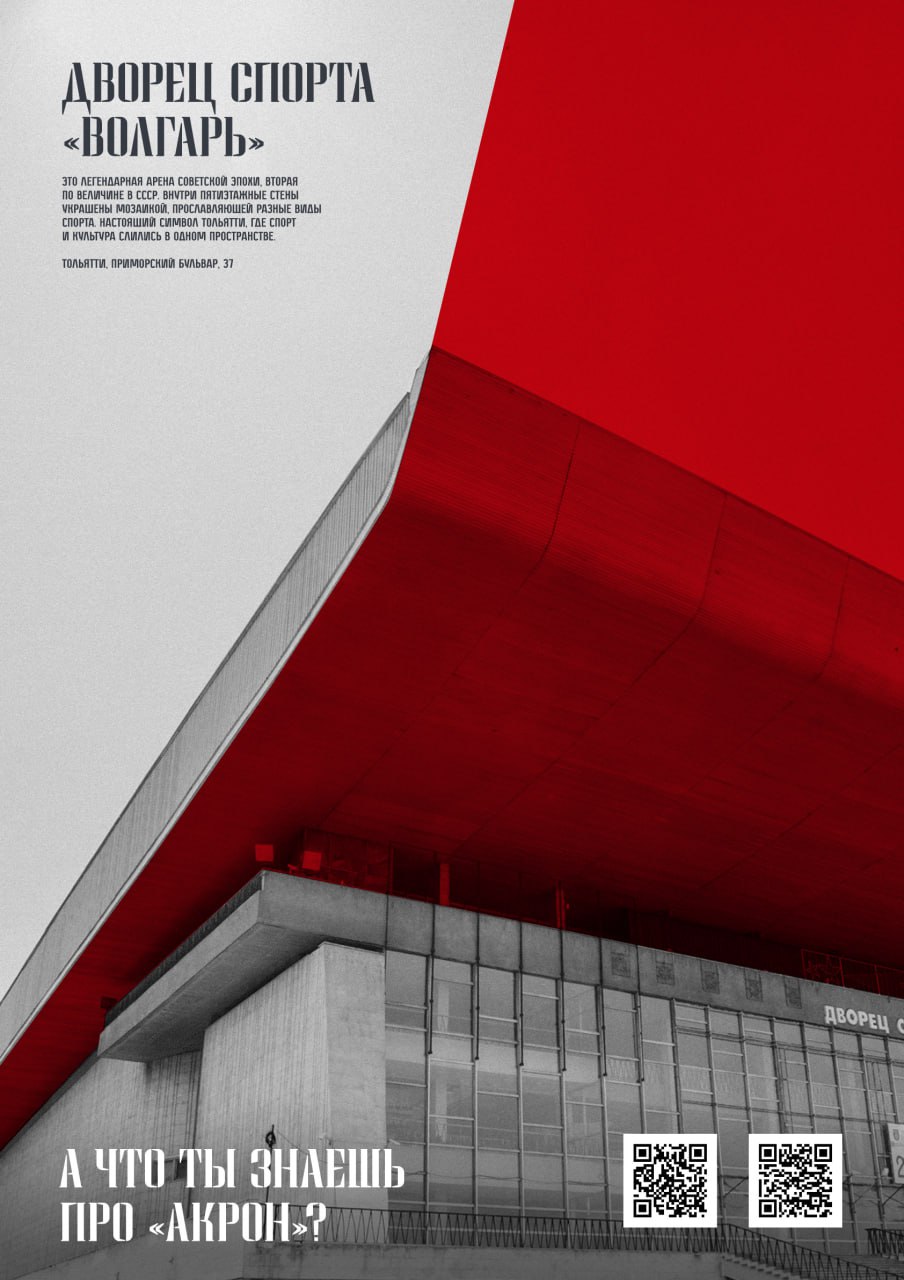 ДВОРЕЦ СПОРТА
«ВОЛГАРЬ»
ЭТО ЛЕГЕНДАРНАЯ АРЕНА СОВЕТСКОЙ ЭПОХИ, ВТОРАЯ
ПО ВЕЛИЧИНЕ В СССР. ВНУТРИ ПЯТИЭТАЖНЫЕ СТЕНЫ
УКРАШЕНЫ МОЗАИКОЙ, ПРОСЛАВЛЯЮЩЕЙ РАЗНЫЕ ВИДЫ
СПОРТА. НАСТОЯЩИЙ СИМВОЛ ТОЛЬЯТТИ, ГДЕ СПОРТ
И КУЛЬТУРА СЛИЛИСЬ В ОДНОМ ПРОСТРАНСТВЕ.
ТОЛЬЯТТИ, ПРИМОРСКИЙ БУЛЬВАР, 37
ДВОРЕЦ С
А ЧТО ТЫ ЗНАЕШЬ
ПРО «АКРОН»?